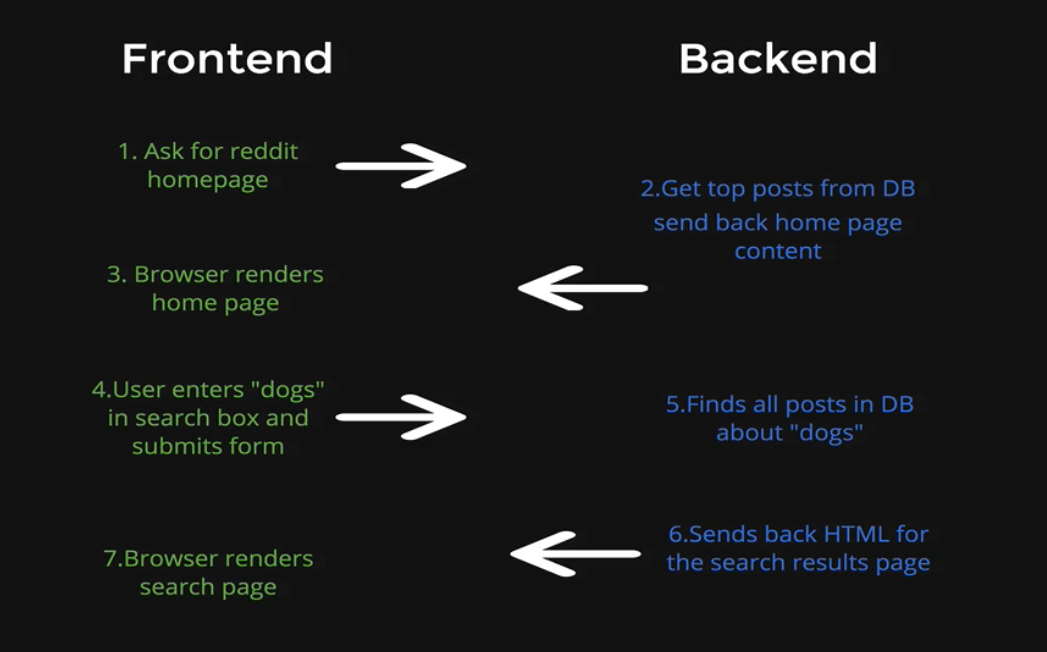 Frontend
Backend
1. Ask for reddit
homepage
2.Get top posts from DB
send back home page
content
3. Browser renders
home page
4.User enters "dogs"
in search box and
submits form
5.Finds all posts in DB
about "dogs"
6.Sends back HTML for
the search results page
7.Browser renders
search page